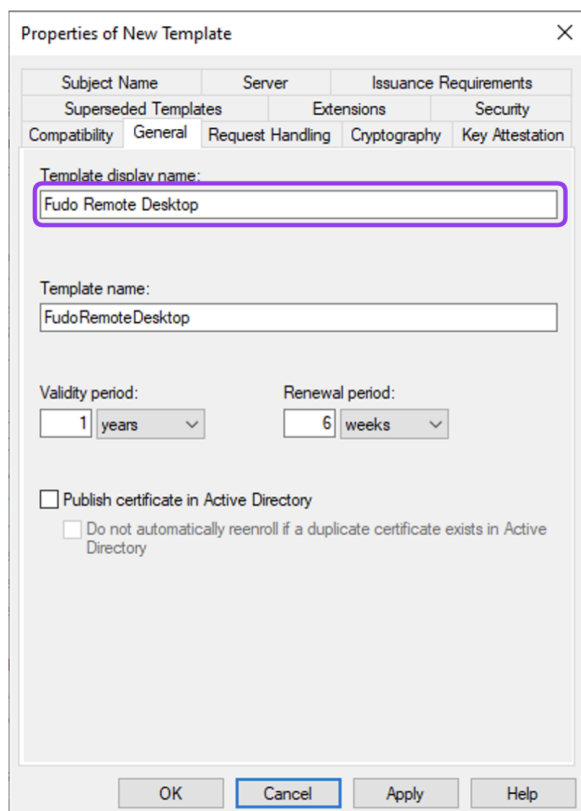 Properties of New Template
Subject Name Server Issuance Requirements
Superseded Templates Extensions Security
Compatibility General Request Handling Cryptography Key Attestation
Template display name:
Fudo Remote Desktop
Template name:
FudoRemoteDesktop
Validity period: Renewal period:
1 years 6 weeks
Publish certificate in Active Directory
Do not automatically reenroll if a duplicate certificate exists in Active
Directory
OK Cancel Apply Help